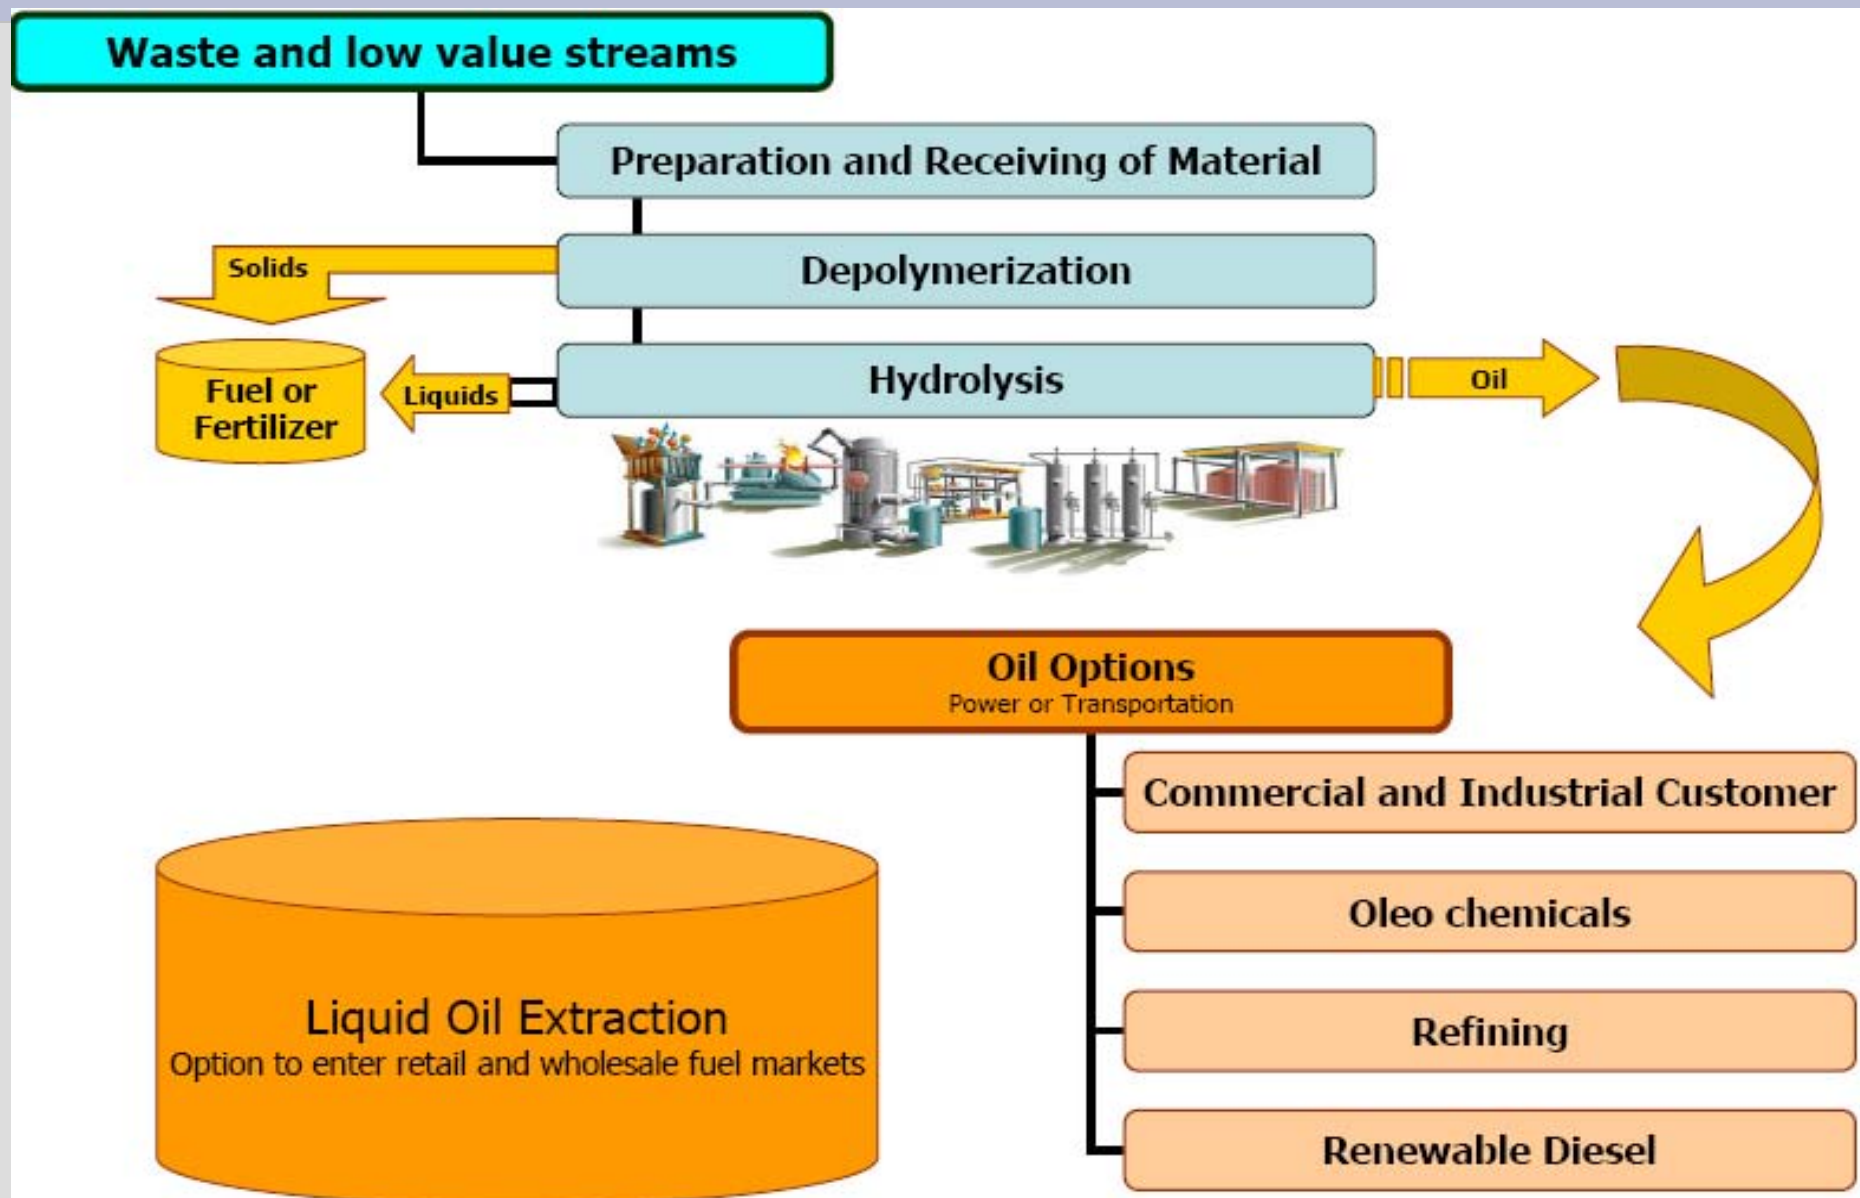 Waste and low value streams
Preparation and Receiving of Material
Solids
Depolymerization
Fuel or
Fertilizer
Liquids
Hydrolysis
Oil
Oil Options
Power or Transportation
Commercial and Industrial Customer
Oleo chemicals
Refining
Renewable Diesel
Liquid Oil Extraction
Option to enter retail and wholesale fuel markets